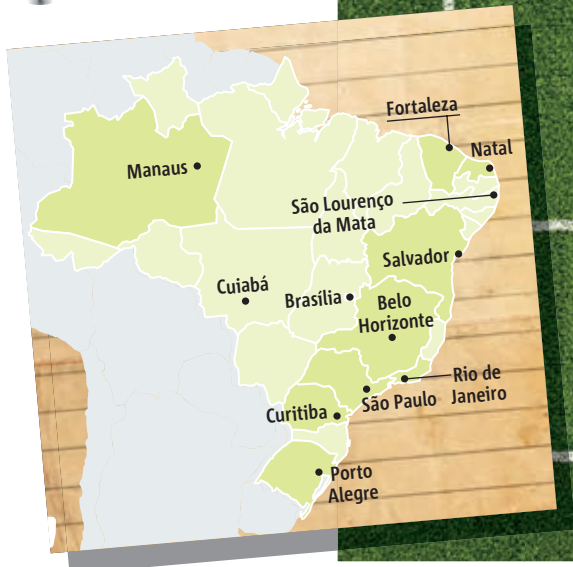 Fortaleza
Natal
Manaus
São Lourenço
da Mata
Salvador
Cuiabá
Brasília
Belo
Horizonte
Rio de
Janeiro
São Paulo
Curitiba
Porto
Alegre